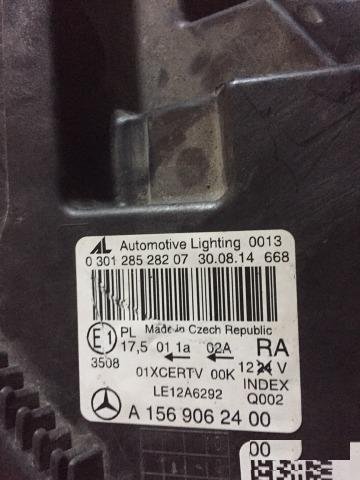 AL Automotive Lighting 0013
0 301 285 282 07 30.08.14 668
E1 PL Made in Czech Republic
17,5 01 1a 02A RA
3508 12 24 V
01XCERTV 00K INDEX
LE12A6292 Q002
A 156 906 24 00
00